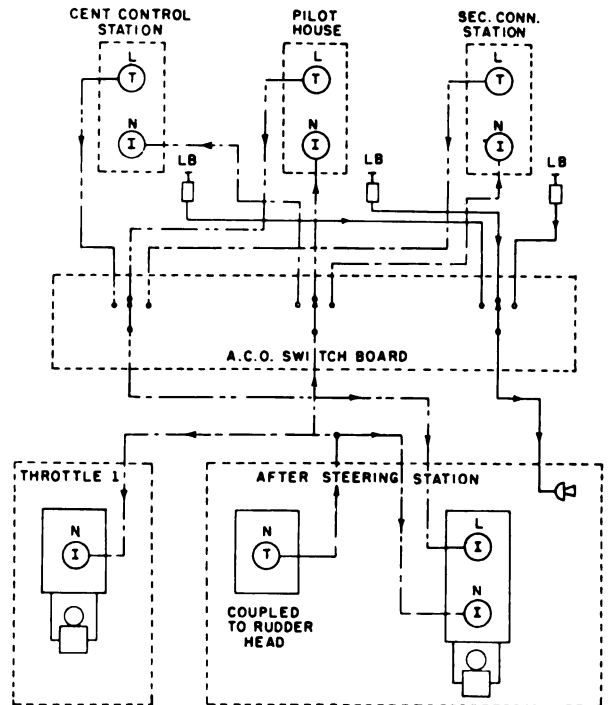 CENT CONTROL
STATION
PILOT
HOUSE
SEC. CONN.
STATION
L
T
N
I
L
T
N
I
L
T
N
I
LB
LB
LB
A.C.O. SWITCH BOARD
THROTTLE 1
N
I
AFTER STEERING STATION
N
T
COUPLED
TO RUDDER
HEAD
L
I
N
I